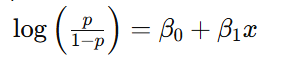 log(p/(1−p)) = β₀ + β₁x